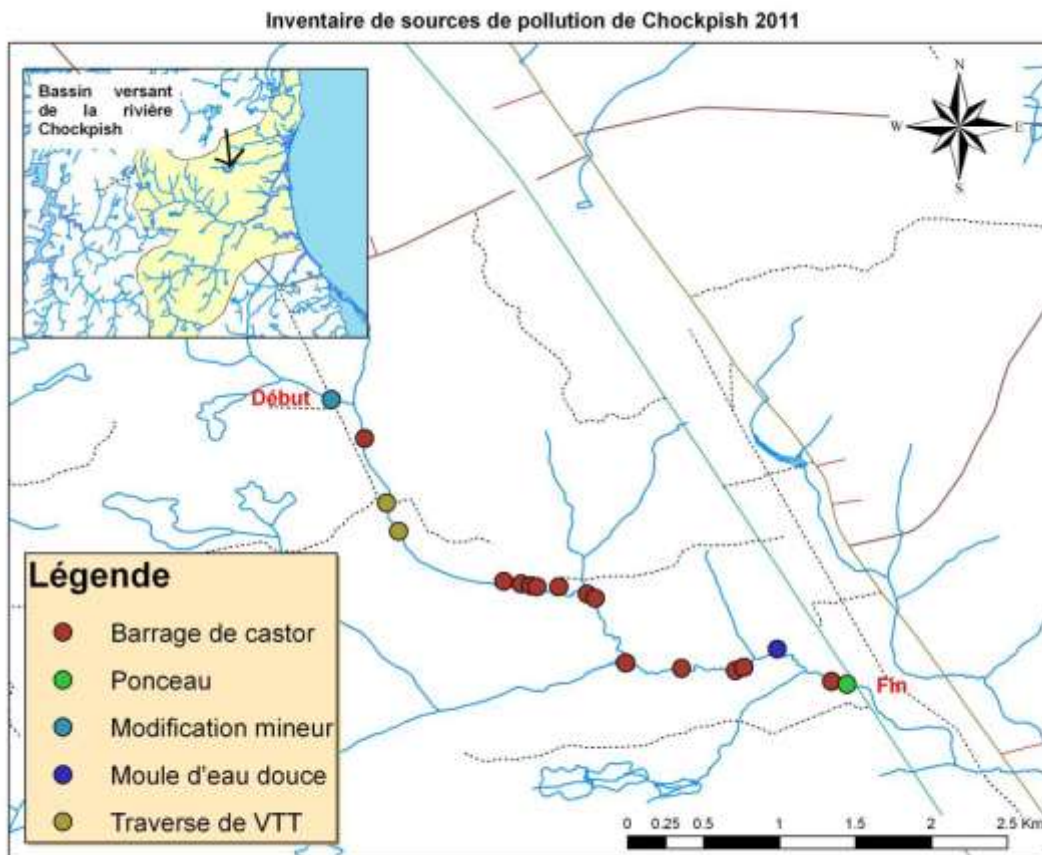 Inventaire de sources de pollution de Chockpish 2011
Bassin versant
de la rivière
Chockpish
N
W E
S
Début
Fin
Légende
Barrage de castor
Ponceau
Modification mineur
Moule d'eau douce
Traverse de VTT
0 0.25 0.5 1 1.5 2 2.5 Km